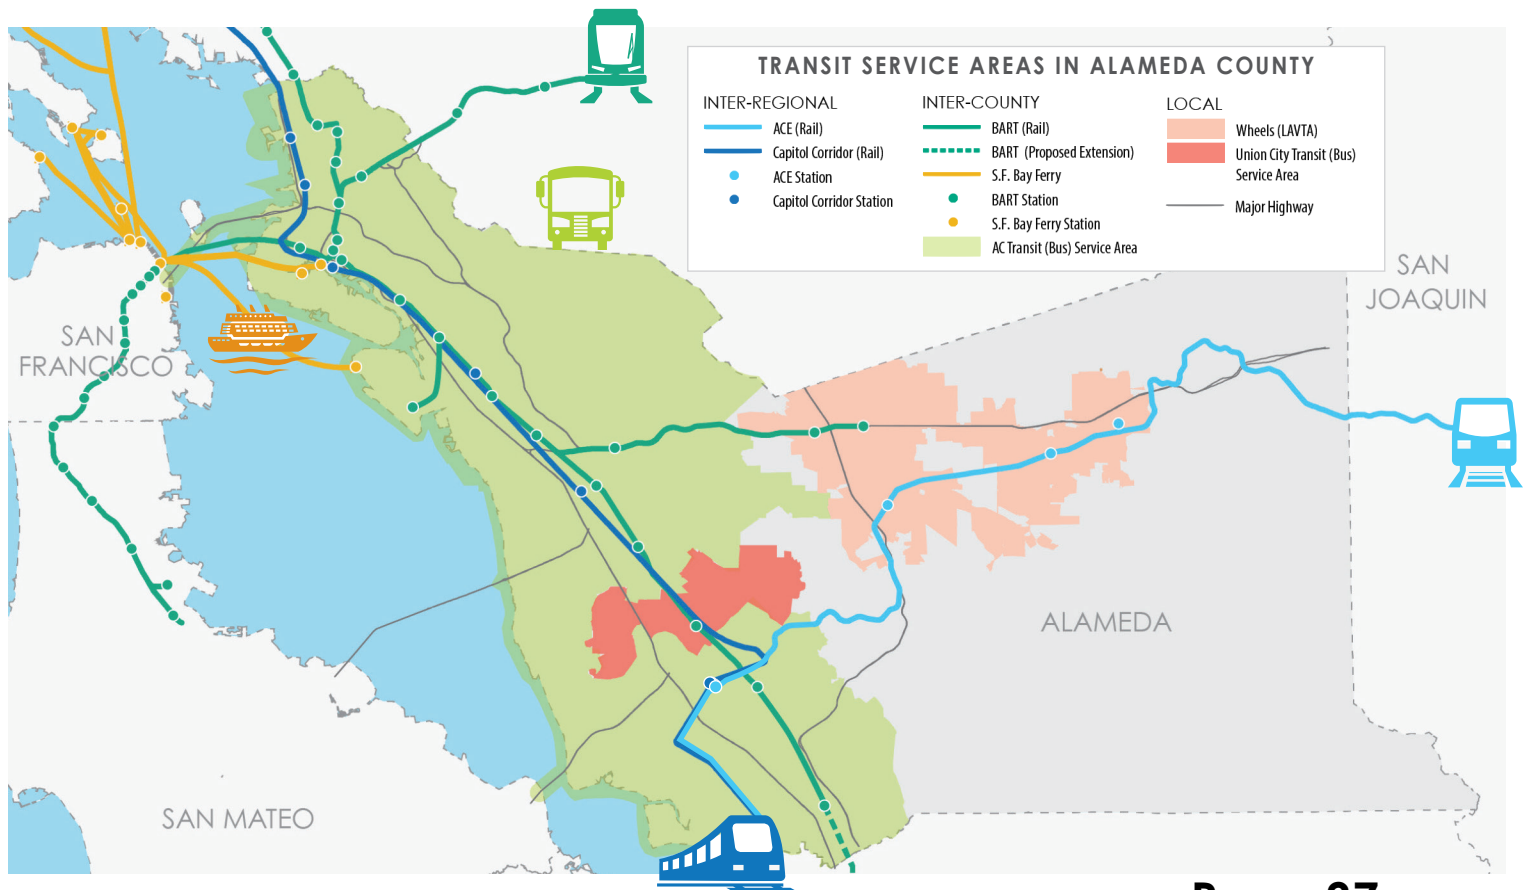 TRANSIT SERVICE AREAS IN ALAMEDA COUNTY
INTER-REGIONAL
ACE (Rail)
Capitol Corridor (Rail)
ACE Station
Capitol Corridor Station
INTER-COUNTY
BART (Rail)
BART (Proposed Extension)
S.F. Bay Ferry
BART Station
S.F. Bay Ferry Station
AC Transit (Bus) Service Area
LOCAL
Wheels (LAVTA)
Union City Transit (Bus)
Service Area
Major Highway
SAN
JOAQUIN
SAN
FRANCISCO
ALAMEDA
SAN MATEO